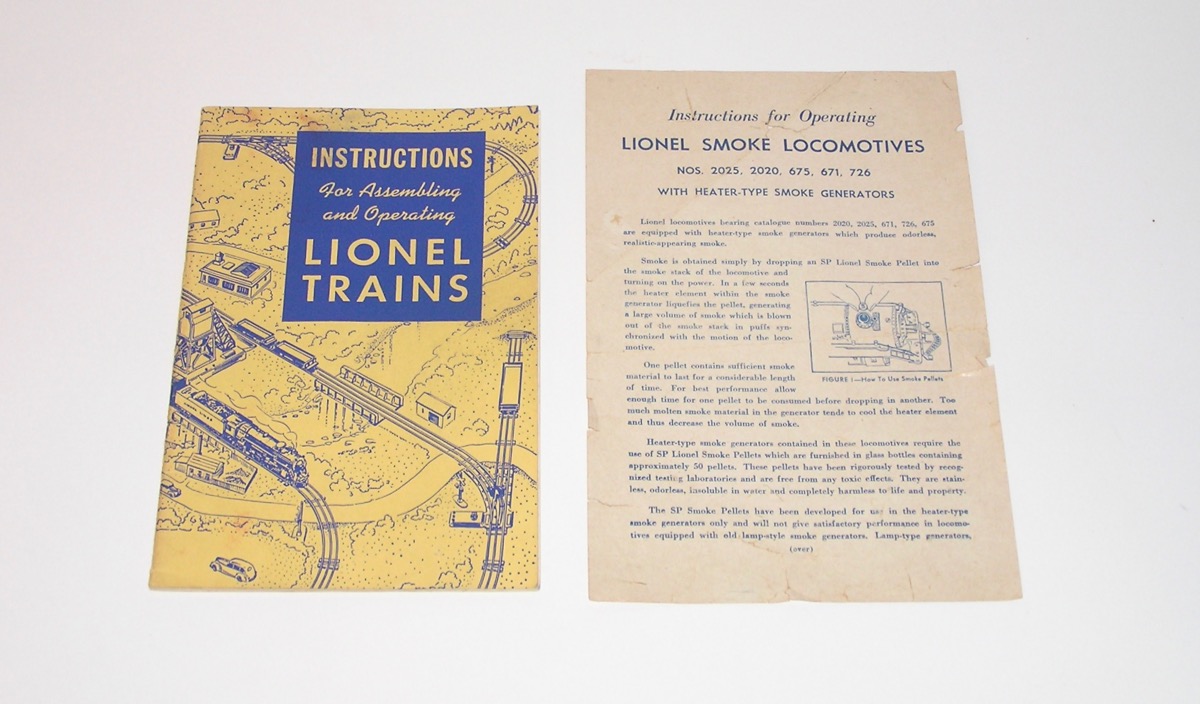 INSTRUCTIONS
For Assembling
and Operating
LIONEL
TRAINS
Instructions for Operating
LIONEL SMOKE LOCOMOTIVES
NOS. 2025, 2020, 675, 671, 726
WITH HEATER-TYPE SMOKE GENERATORS
Lionel locomotives bearing catalogue numbers 2020, 2025, 671, 726, 675
are equipped with heater-type smoke generators which produce odorless,
realistic-appearing smoke.
Smoke is obtained simply by dropping an SP Lionel Smoke Pellet into
the smoke stack of the locomotive and
turning on the power. In a few seconds
the heater element within the smoke
generator liquefies the pellet, generating
a large volume of smoke which is blown
out of the smoke stack in puffs syn-
chronized with the motion of the loco-
motive.
FIGURE 1—How To Use Smoke Pellets
One pellet contains sufficient smoke
material to last for a considerable length
of time. For best performance allow
enough time for one pellet to be consumed before dropping in another. Too
much molten smoke material in the generator tends to cool the heater element
and thus decrease the volume of smoke.
Heater-type smoke generators contained in these locomotives require the
use of SP Lionel Smoke Pellets which are furnished in glass bottles containing
approximately 50 pellets. These pellets have been rigorously tested by recog-
nized testing laboratories and are free from any toxic effects. They are stain-
less, odorless, insoluble in water and completely harmless to life and property.
The SP Smoke Pellets have been developed for use in the heater-type
smoke generators only and will not give satisfactory performance in locomo-
tives equipped with old lamp-style smoke generators. Lamp-type generators,
(over)